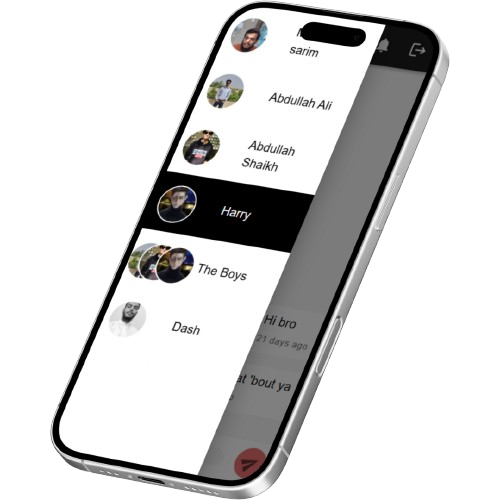 sarim
Abdullah Ali
Abdullah
Shaikh
Harry
The Boys
Dash
Hi bro
21 days ago
at 'bout ya